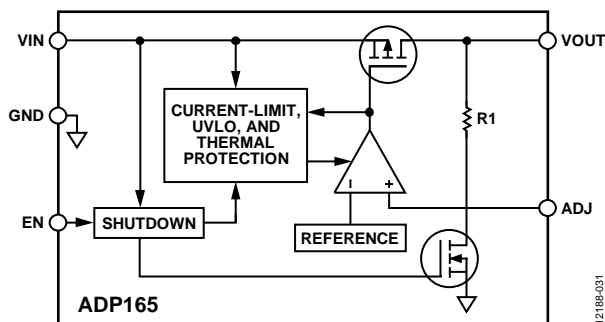 VIN
VOUT
GND
CURRENT-LIMIT,
UVLO, AND
THERMAL
PROTECTION
R1
EN
SHUTDOWN
–
+
ADJ
REFERENCE
ADP165
12188-031